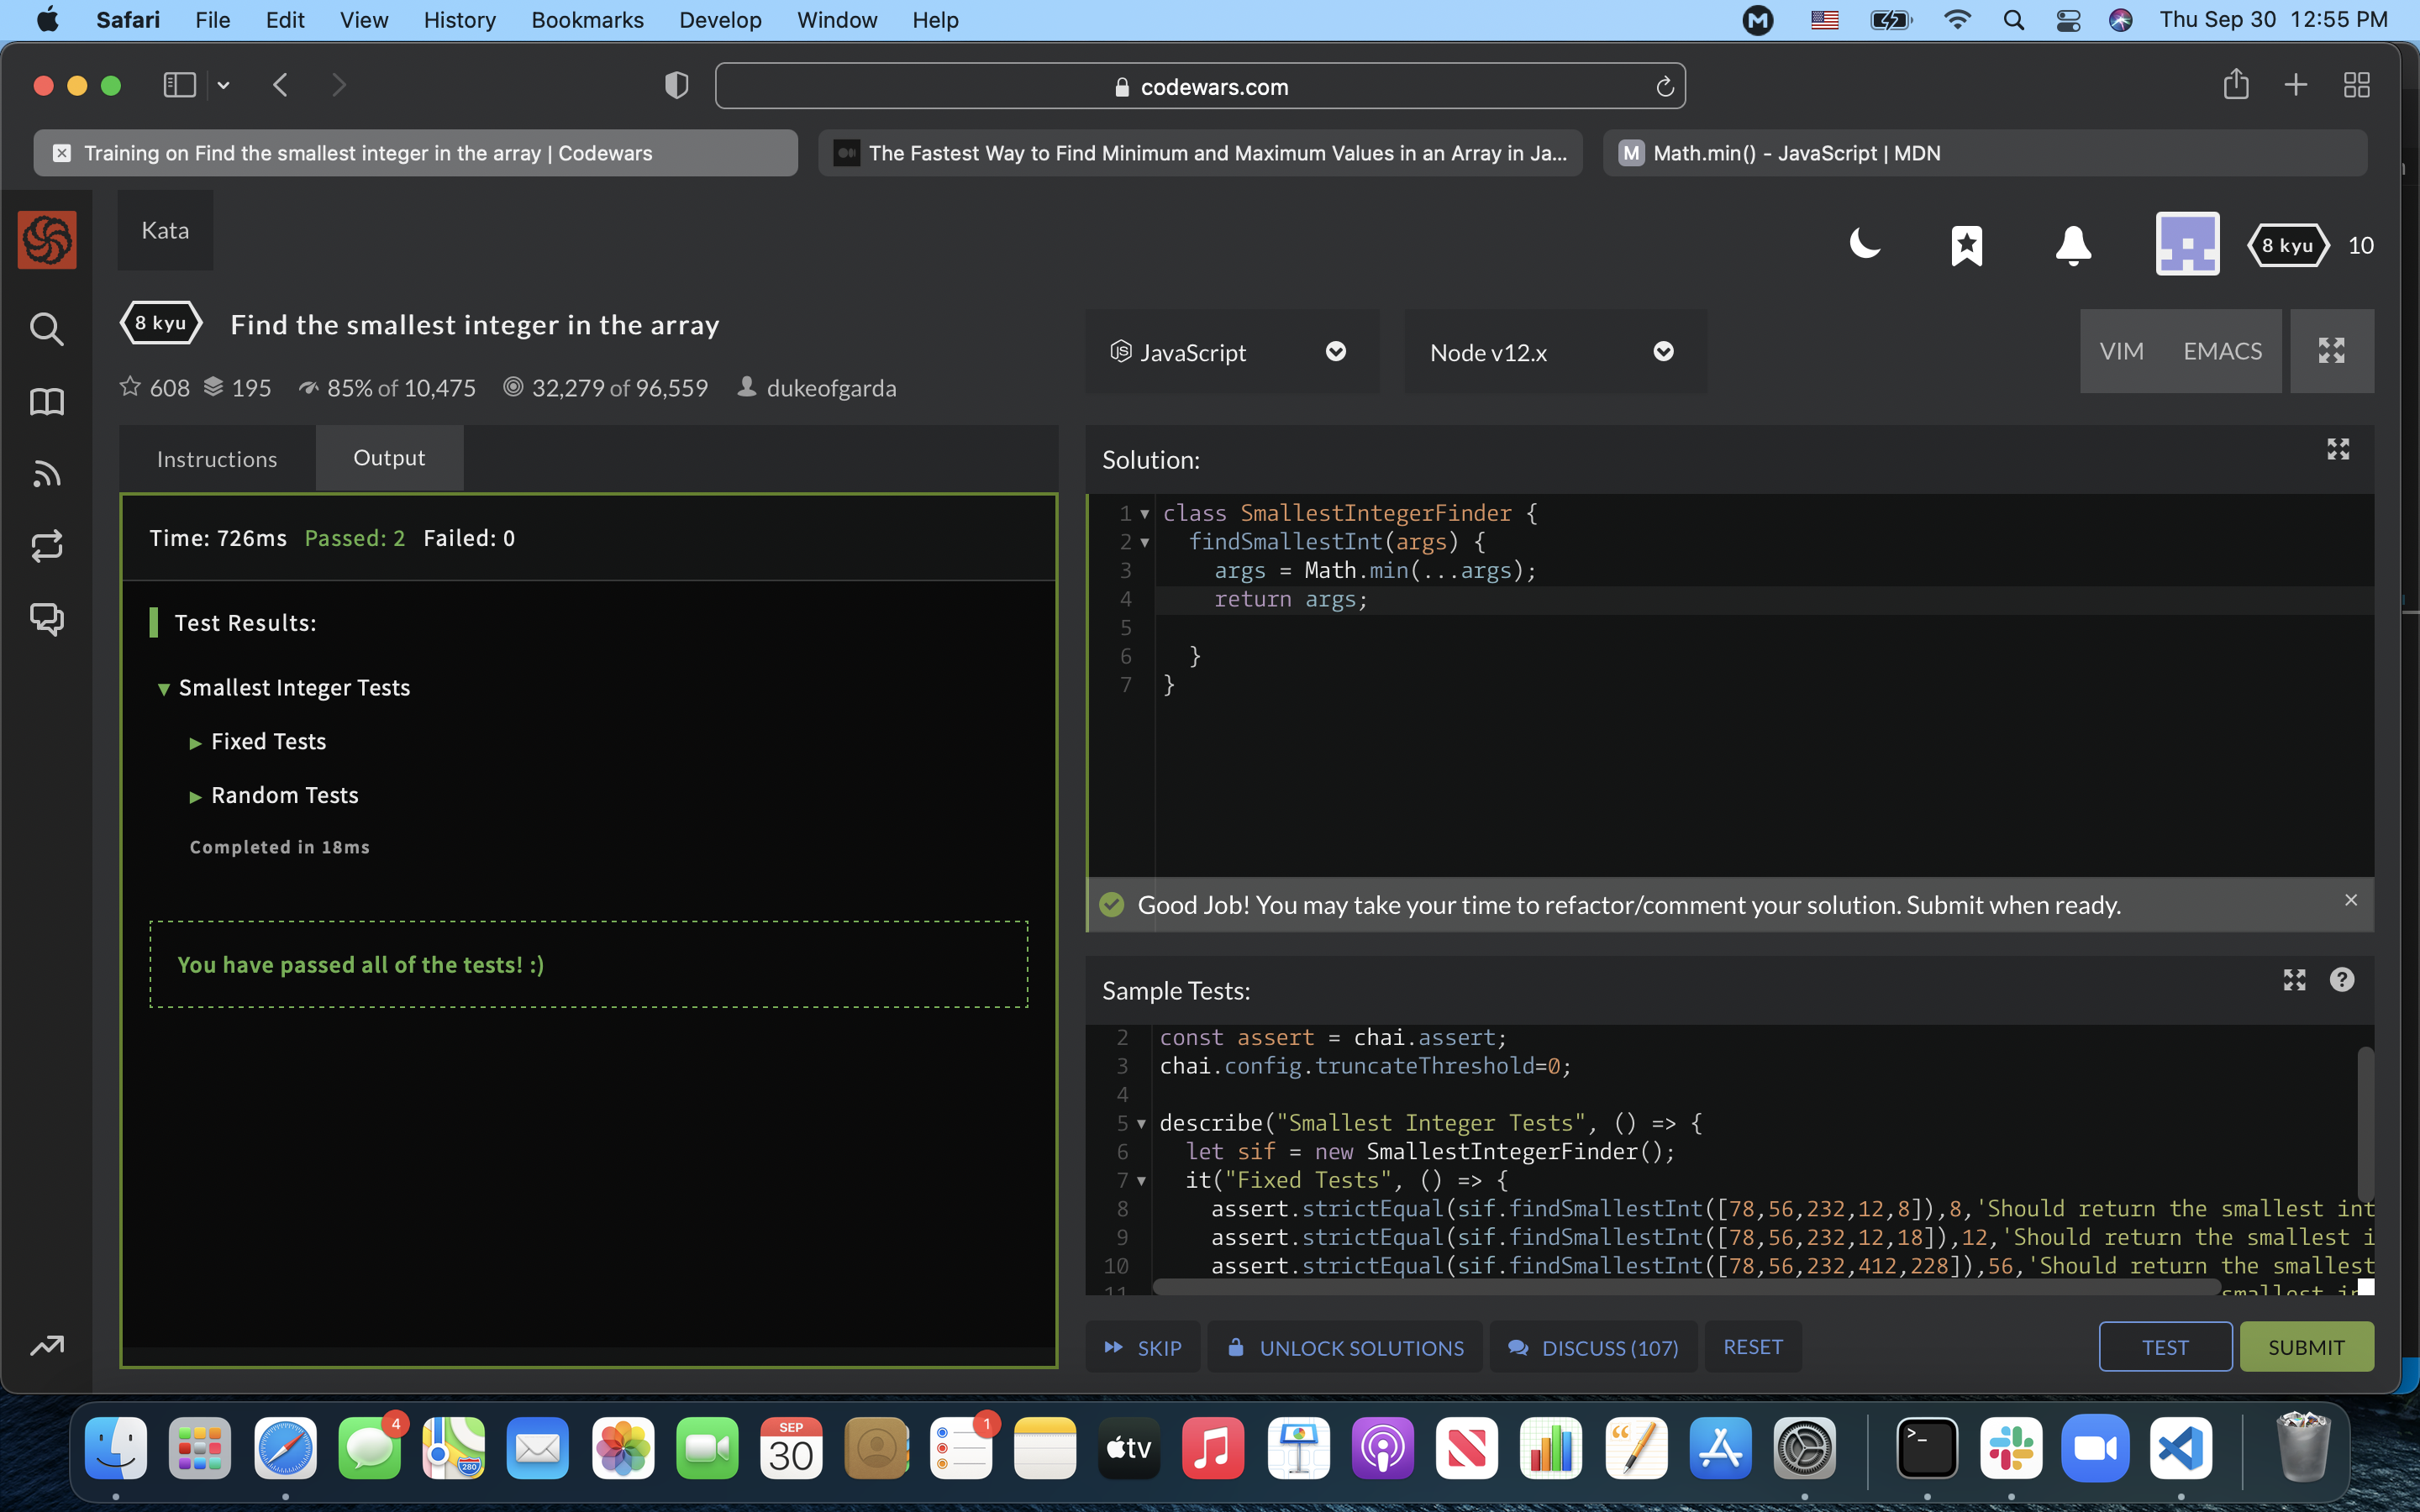 Safari File Edit View History Bookmarks Develop Window Help
M Thu Sep 30 12:55 PM
codewars.com
Training on Find the smallest integer in the array | Codewars
The Fastest Way to Find Minimum and Maximum Values in an Array in Ja...
M Math.min() - JavaScript | MDN
Kata
8 kyu 10
8 kyu Find the smallest integer in the array
608 195 85% of 10,475 32,279 of 96,559 dukeofgarda
JS JavaScript
Node v12.x
VIM EMACS
Instructions Output
Time: 726ms Passed: 2 Failed: 0
Test Results:
▼ Smallest Integer Tests
▶ Fixed Tests
▶ Random Tests
Completed in 18ms
You have passed all of the tests! :)
Solution:
1 class SmallestIntegerFinder {
2 findSmallestInt(args) {
3 args = Math.min(...args);
4 return args;
5
6 }
7 }
Good Job! You may take your time to refactor/comment your solution. Submit when ready.
Sample Tests:
2 const assert = chai.assert;
3 chai.config.truncateThreshold=0;
4
5 describe("Smallest Integer Tests", () => {
6 let sif = new SmallestIntegerFinder();
7 it("Fixed Tests", () => {
8 assert.strictEqual(sif.findSmallestInt([78,56,232,12,8]),8,'Should return the smallest int
9 assert.strictEqual(sif.findSmallestInt([78,56,232,12,18]),12,'Should return the smallest i
10 assert.strictEqual(sif.findSmallestInt([78,56,232,412,228]),56,'Should return the smallest
11 smallest in
SKIP UNLOCK SOLUTIONS DISCUSS (107) RESET
TEST SUBMIT
4
280
SEP
30
1
tv
>_